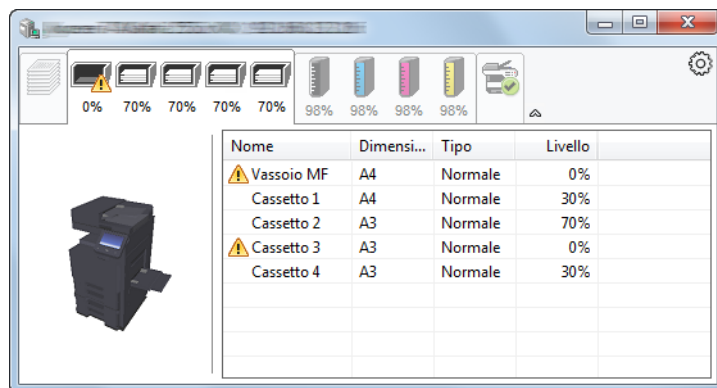 0% 70% 70% 70% 70% 98% 98% 98% 98%
Nome Dimensi... Tipo Livello
Vassoio MF A4 Normale 0%
Cassetto 1 A4 Normale 30%
Cassetto 2 A3 Normale 70%
Cassetto 3 A3 Normale 0%
Cassetto 4 A3 Normale 30%